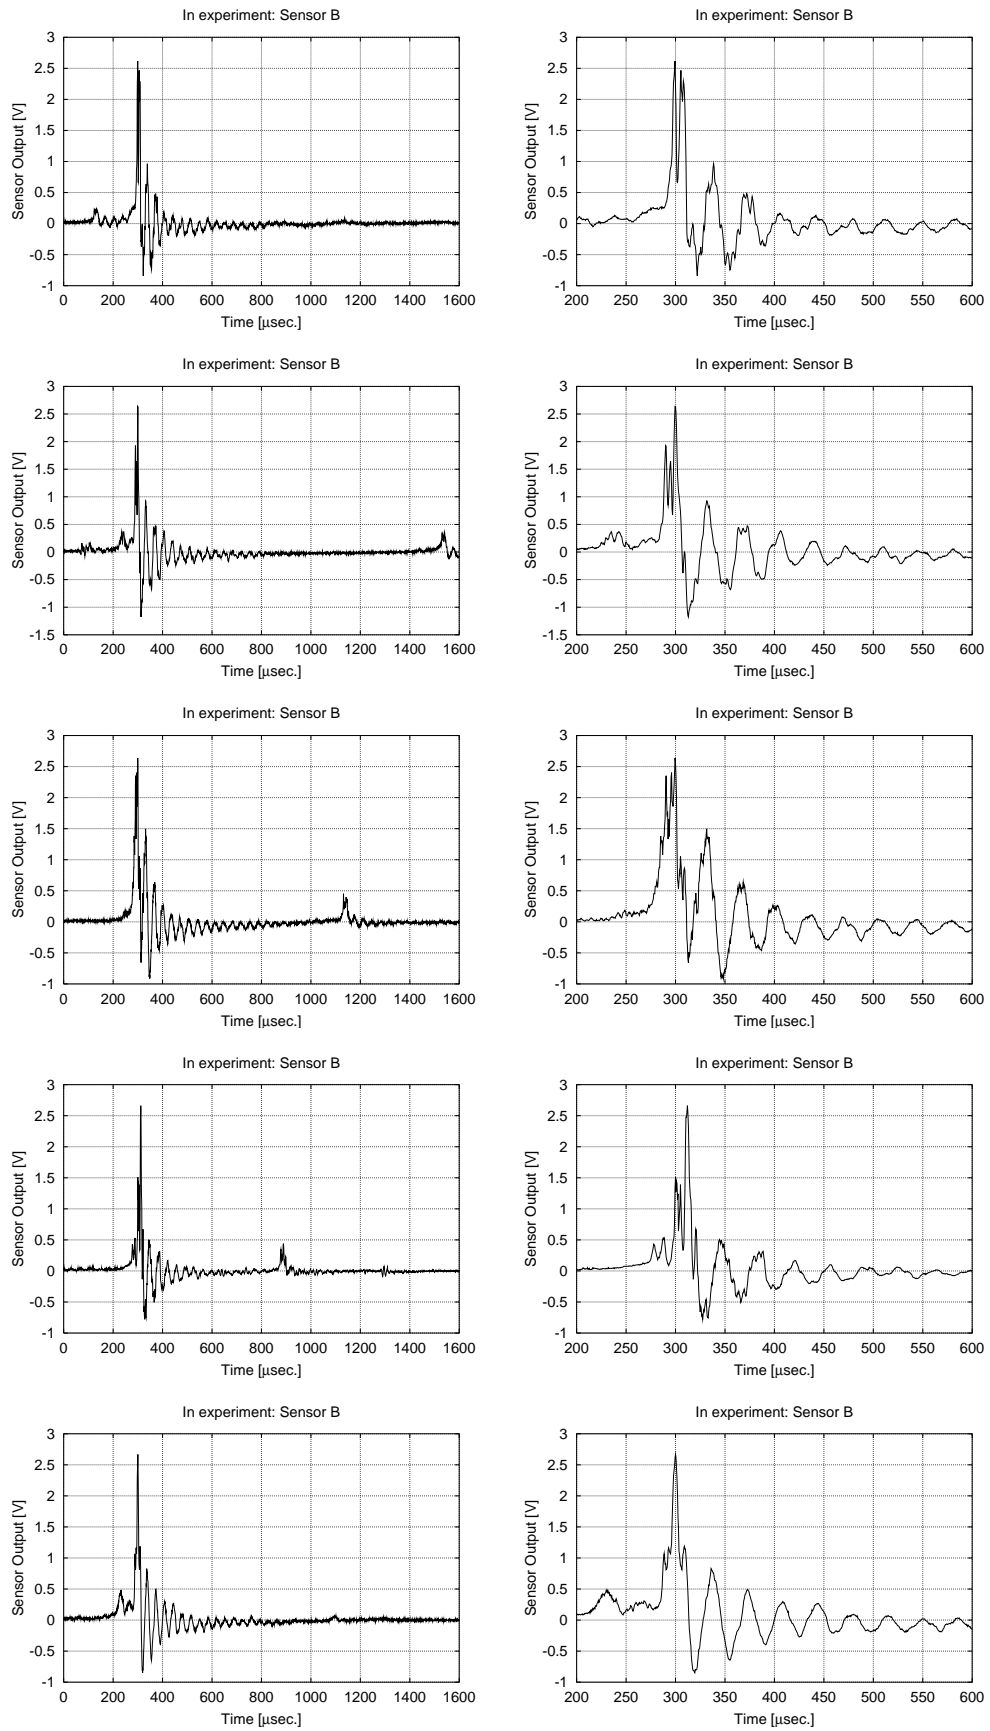 In experiment: Sensor B
In experiment: Sensor B
Sensor Output [V]
3
2.5
2
1.5
1
0.5
0
-0.5
-1
0 200 400 600 800 1000 1200 1400 1600
Time [μsec.]
Sensor Output [V]
3
2.5
2
1.5
1
0.5
0
-0.5
-1
200 250 300 350 400 450 500 550 600
Time [μsec.]
In experiment: Sensor B
In experiment: Sensor B
Sensor Output [V]
3
2.5
2
1.5
1
0.5
0
-0.5
-1
-1.5
0 200 400 600 800 1000 1200 1400 1600
Time [μsec.]
Sensor Output [V]
3
2.5
2
1.5
1
0.5
0
-0.5
-1
-1.5
200 250 300 350 400 450 500 550 600
Time [μsec.]
In experiment: Sensor B
In experiment: Sensor B
Sensor Output [V]
3
2.5
2
1.5
1
0.5
0
-0.5
-1
0 200 400 600 800 1000 1200 1400 1600
Time [μsec.]
Sensor Output [V]
3
2.5
2
1.5
1
0.5
0
-0.5
-1
200 250 300 350 400 450 500 550 600
Time [μsec.]
In experiment: Sensor B
In experiment: Sensor B
Sensor Output [V]
3
2.5
2
1.5
1
0.5
0
-0.5
-1
0 200 400 600 800 1000 1200 1400 1600
Time [μsec.]
Sensor Output [V]
3
2.5
2
1.5
1
0.5
0
-0.5
-1
200 250 300 350 400 450 500 550 600
Time [μsec.]
In experiment: Sensor B
In experiment: Sensor B
Sensor Output [V]
3
2.5
2
1.5
1
0.5
0
-0.5
-1
0 200 400 600 800 1000 1200 1400 1600
Time [μsec.]
Sensor Output [V]
3
2.5
2
1.5
1
0.5
0
-0.5
-1
200 250 300 350 400 450 500 550 600
Time [μsec.]